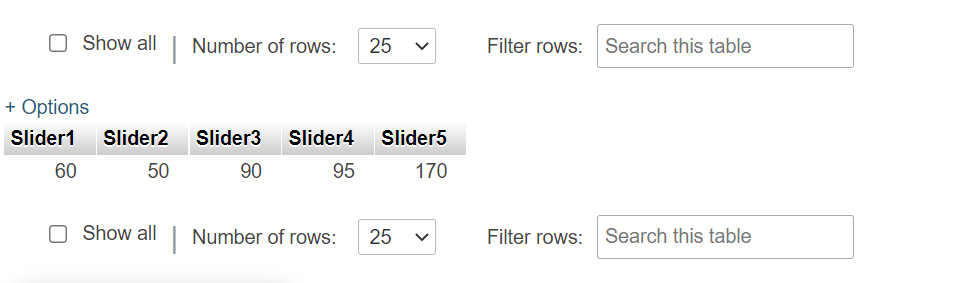 Show all | Number of rows: 25 Filter rows: Search this table
+ Options
Slider1 Slider2 Slider3 Slider4 Slider5
60 50 90 95 170
Show all | Number of rows: 25 Filter rows: Search this table